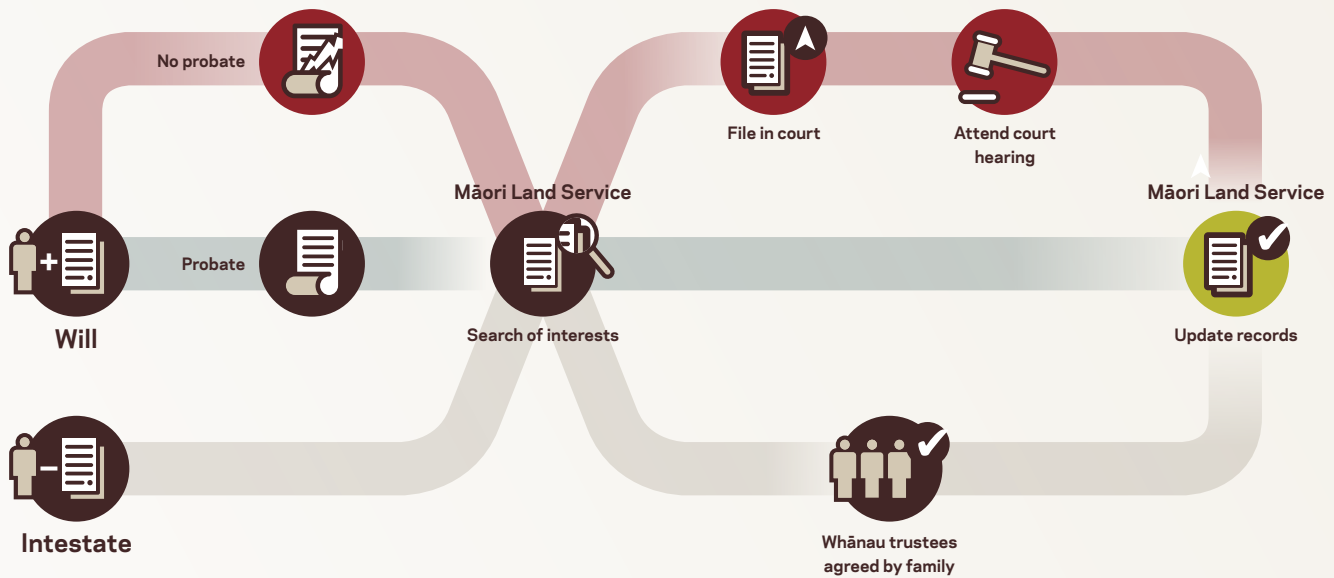 No probate
File in court
Attend court
hearing
Māori Land Service
Māori Land Service
Probate
Will
Search of interests
Update records
Intestate
Whānau trustees
agreed by family